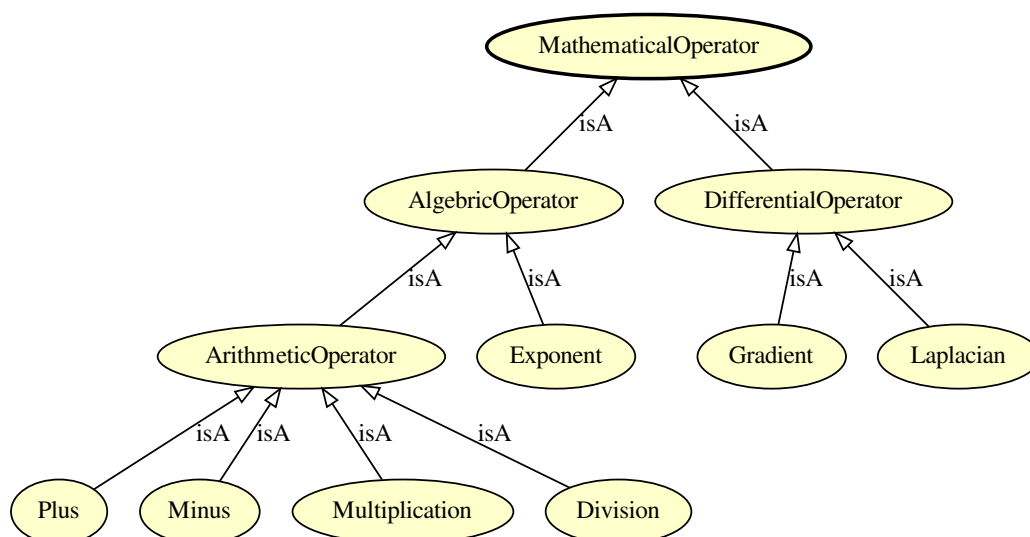 MathematicalOperator
isA
isA
AlgebricOperator
DifferentialOperator
isA
isA
isA
isA
ArithmeticOperator
Exponent
Gradient
Laplacian
isA
isA
isA
isA
Plus
Minus
Multiplication
Division